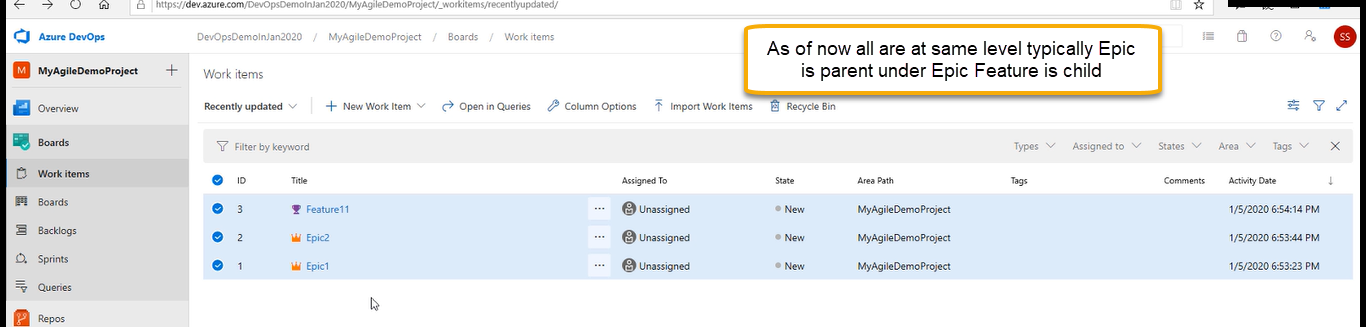 https://dev.azure.com/DevOpsDemoInJan2020/MyAgileDemoProject/_workitems/recentlyupdated/
Azure DevOps
DevOpsDemoInJan2020 / MyAgileDemoProject / Boards / Work items
SS
As of now all are at same level typically Epic
is parent under Epic Feature is child
M MyAgileDemoProject
Work items
Overview
Recently updated New Work Item Open in Queries Column Options Import Work Items Recycle Bin
Boards
Filter by keyword Types Assigned to States Area Tags
Work items
ID Title Assigned To State Area Path Tags Comments Activity Date
Boards
3 Feature11 ... Unassigned New MyAgileDemoProject 1/5/2020 6:54:14 PM
Backlogs
2 Epic2 ... Unassigned New MyAgileDemoProject 1/5/2020 6:53:44 PM
Sprints
1 Epic1 ... Unassigned New MyAgileDemoProject 1/5/2020 6:53:23 PM
Queries
Repos